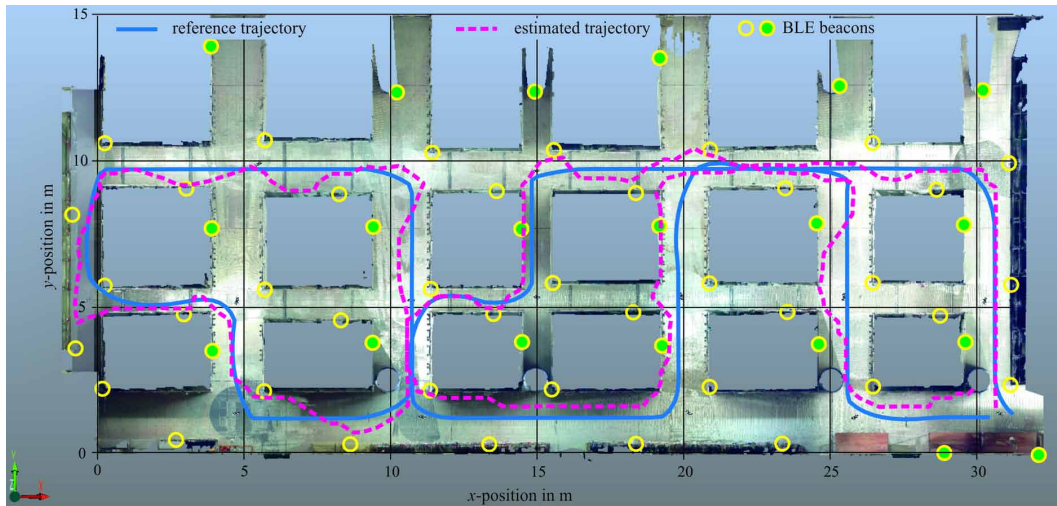 15
reference trajectory
estimated trajectory
BLE beacons
10
y-position in m
5
0
0
5
10
15
20
25
30
x-position in m